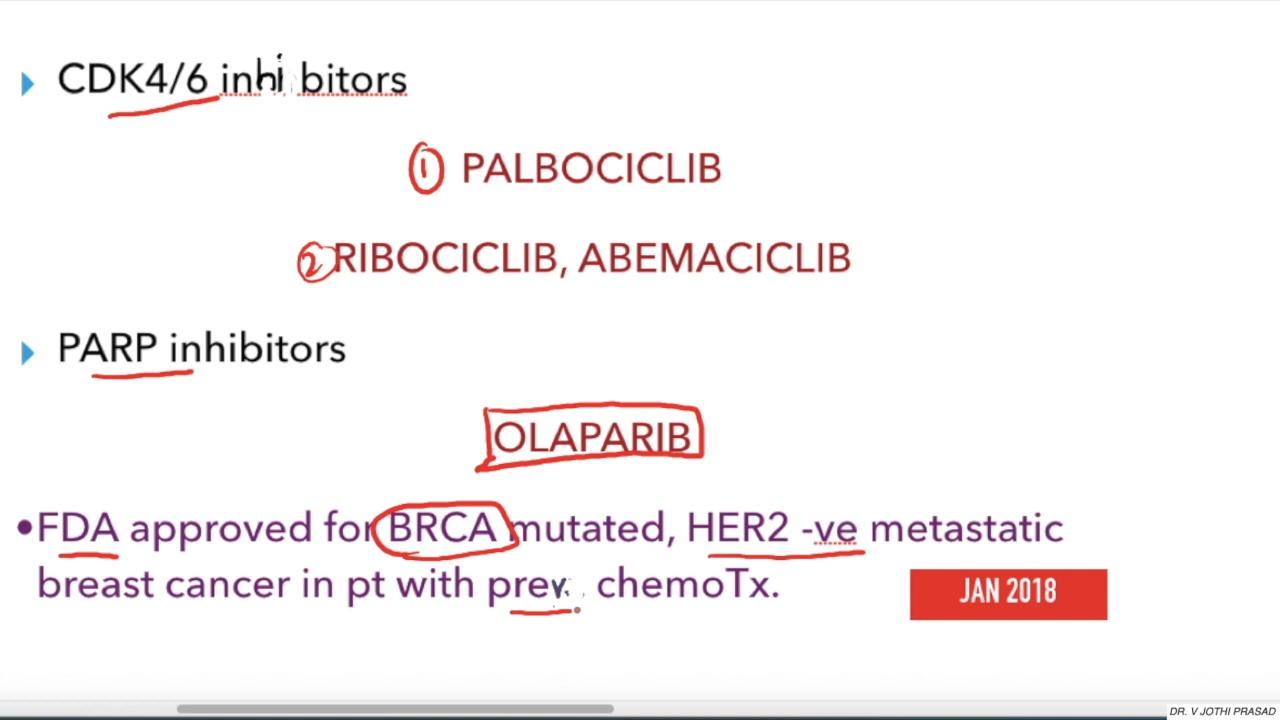 CDK4/6 inhibitors
1 PALBOCICLIB
2 RIBOCICLIB, ABEMACICLIB
PARP inhibitors
OLAPARIB
•FDA approved for BRCA mutated, HER2 -ve metastatic
breast cancer in pt with prev. chemoTx.
JAN 2018
DR. V JOTHI PRASAD